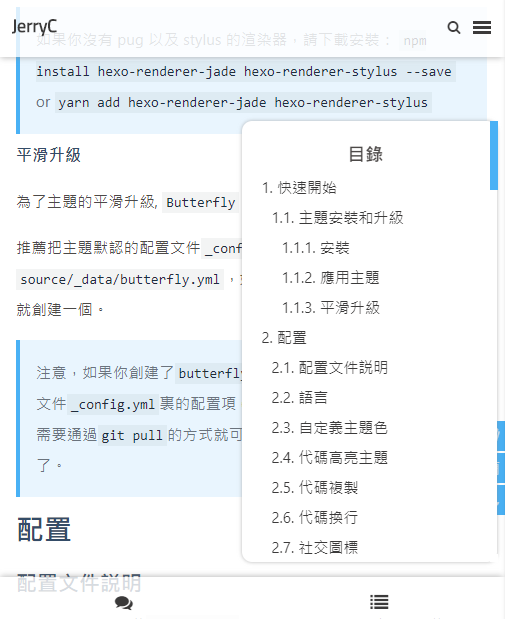 JerryC
如果你沒有 pug 以及 stylus 的渲染器，請下載安裝： npm
install hexo-renderer-jade hexo-renderer-stylus --save
or yarn add hexo-renderer-jade hexo-renderer-stylus
平滑升級
為了主題的平滑升級, Butterfly
推薦把主題默認的配置文件 _conf
source/_data/butterfly.yml ，
就創建一個。
注意，如果你創建了 butterfly
文件 _config.yml 裏的配置項
需要通過 git pull 的方式就可
了。
配置
配置文件說明
目錄
1. 快速開始
1.1. 主題安裝和升級
1.1.1. 安裝
1.1.2. 應用主題
1.1.3. 平滑升級
2. 配置
2.1. 配置文件説明
2.2. 語言
2.3. 自定義主題色
2.4. 代碼高亮主題
2.5. 代碼複製
2.6. 代碼換行
2.7. 社交圖標